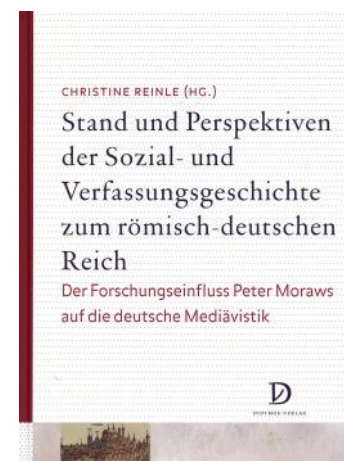 CHRISTINE REINLE (HG.)
Stand und Perspektiven
der Sozial- und
Verfassungsgeschichte
zum römisch-deutschen
Reich
Der Forschungseinfluss Peter Moraws
auf die deutsche Mediävistik
D
DIDYMOS-VERLAG